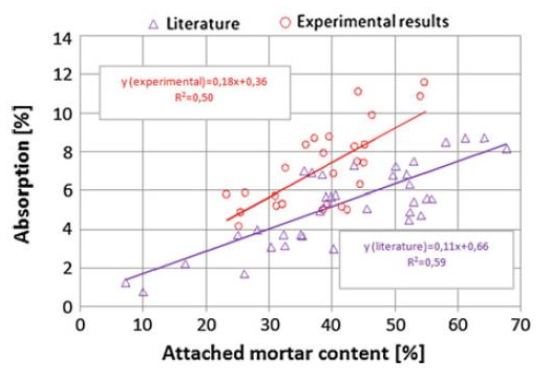 Literature Experimental results
14
y (experimental)=0,18x+0,36
R²=0,50
12
10
8
6
4
2
0
Absorption [%]
y (literature)=0,11x+0,66
R²=0,59
0 10 20 30 40 50 60 70
Attached mortar content [%]